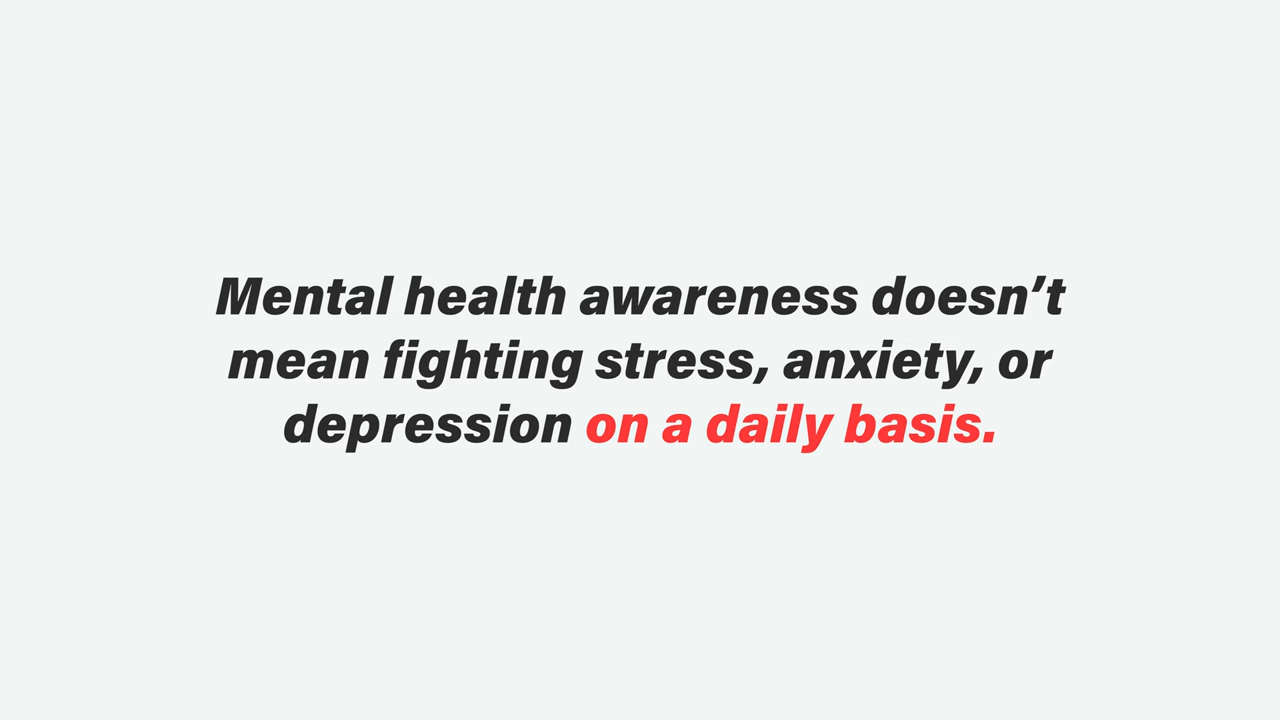 Mental health awareness doesn’t
mean fighting stress, anxiety, or
depression on a daily basis.